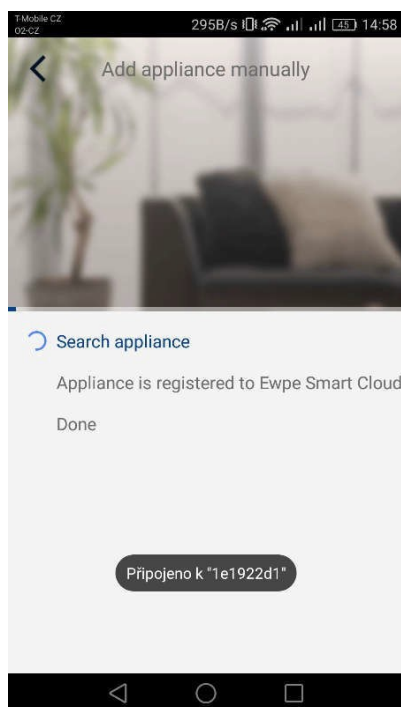 T-Mobile CZ
O2-CZ
295B/s 45 14:58
Add appliance manually
Search appliance
Appliance is registered to Ewpe Smart Cloud
Done
Připojeno k "1e1922d1"